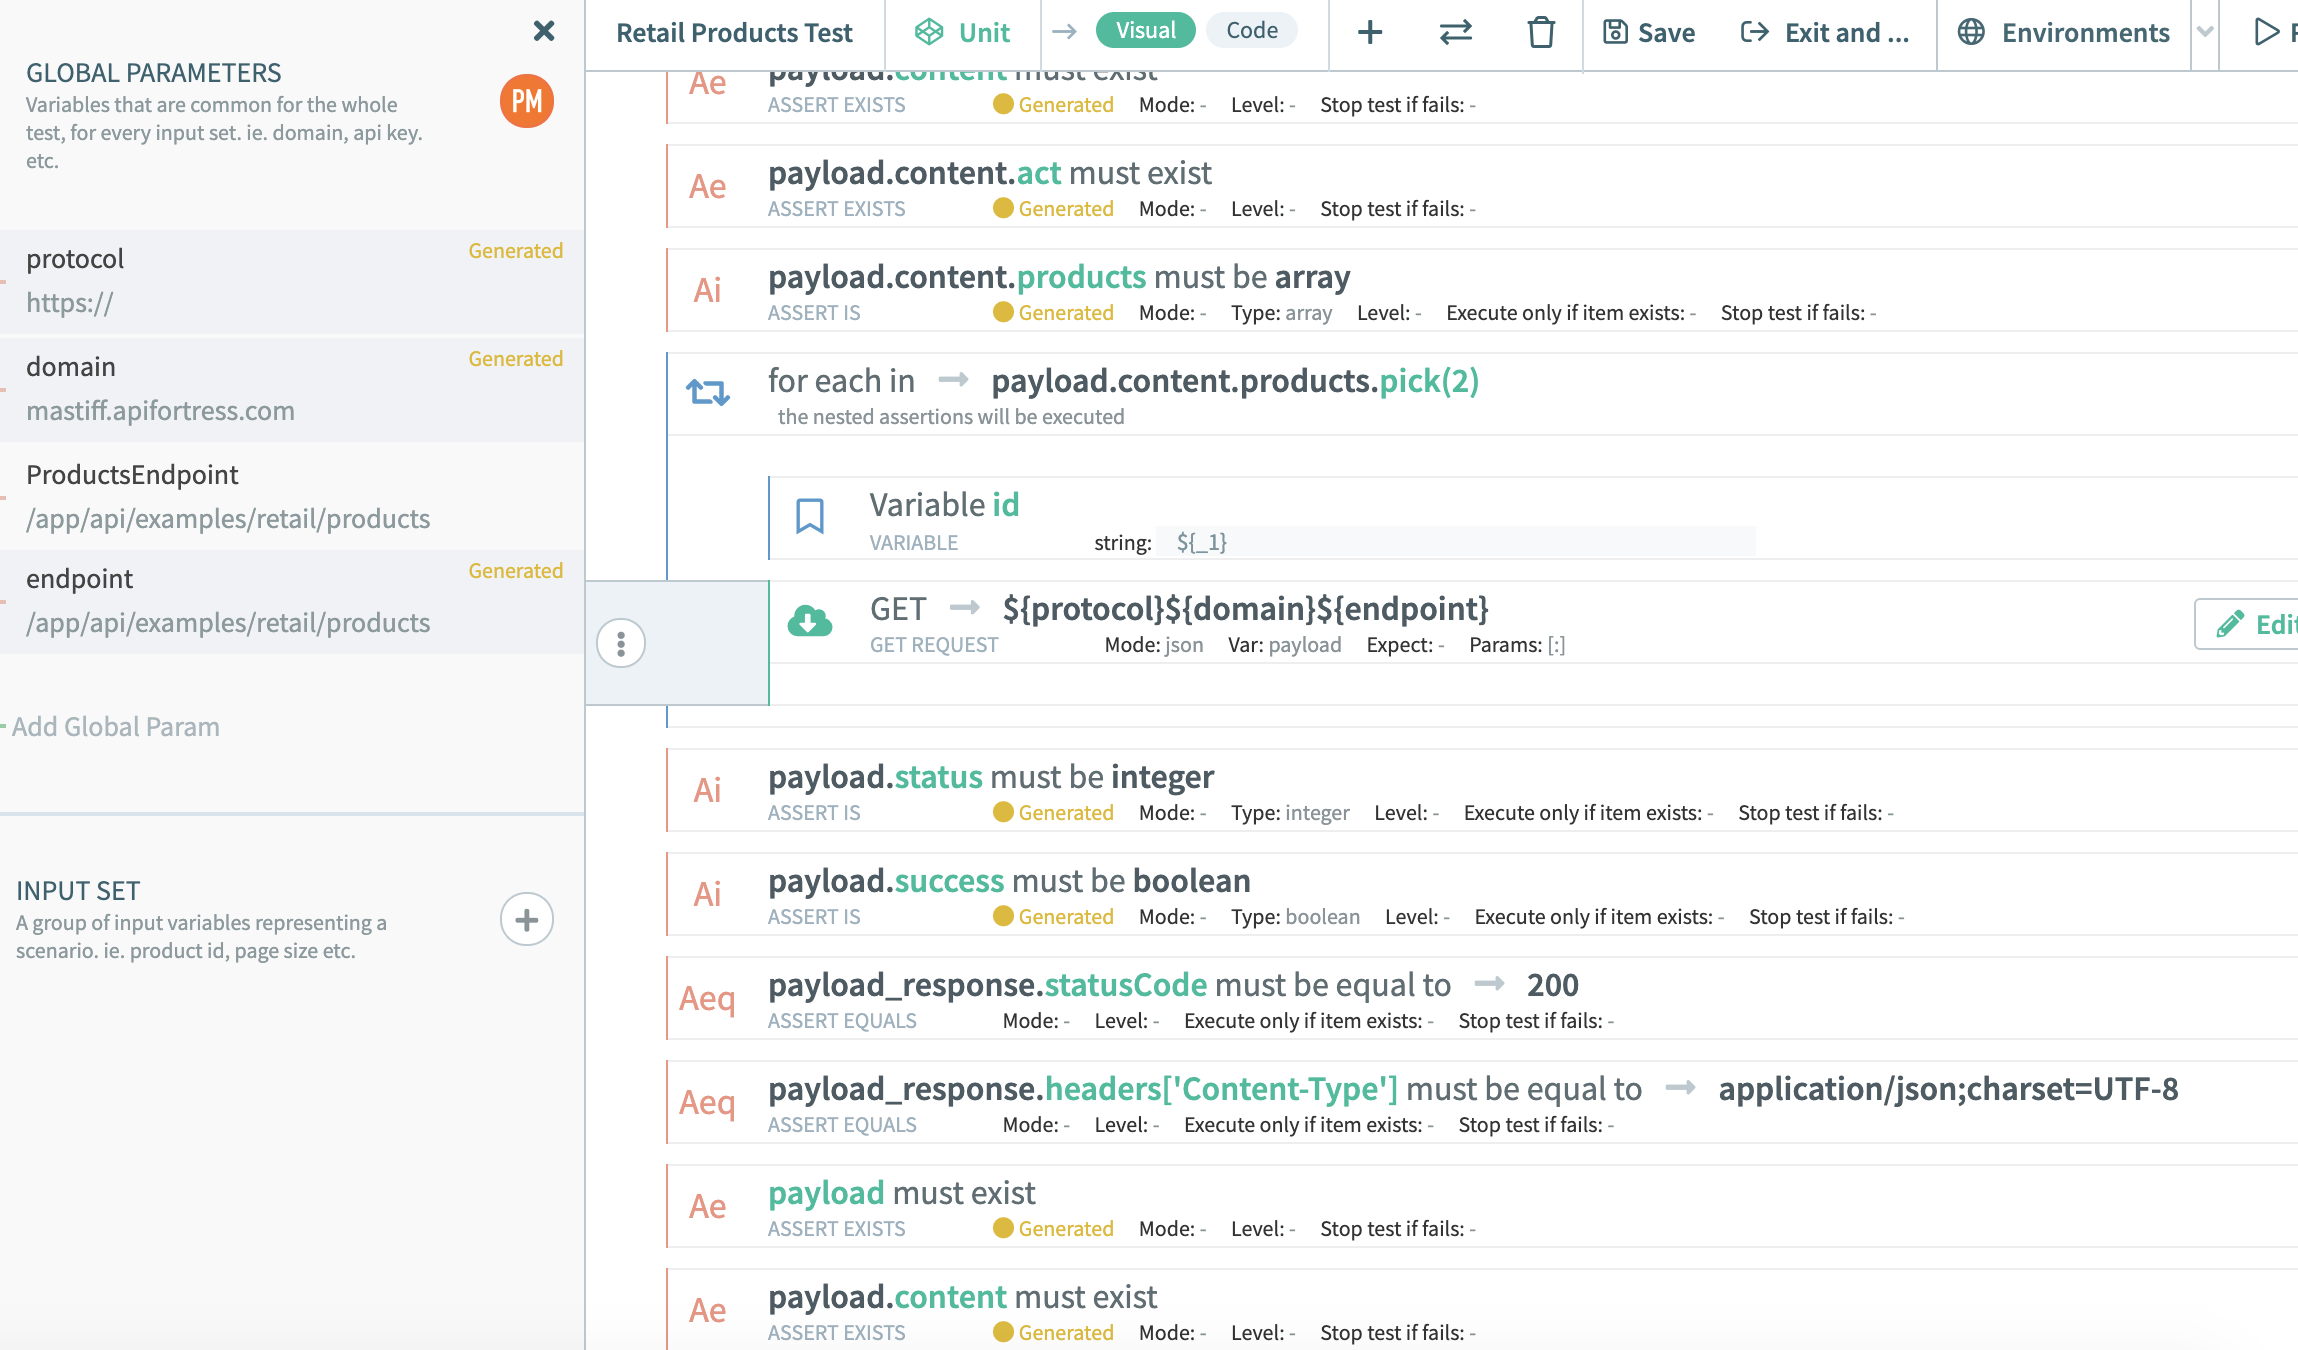 GLOBAL PARAMETERS
Variables that are common for the whole
test, for every input set. ie. domain, api key.
etc.
PM
protocol
Generated
https://
domain
Generated
mastiff.apifortress.com
ProductsEndpoint
/app/api/examples/retail/products
endpoint
Generated
/app/api/examples/retail/products
Add Global Param
INPUT SET
A group of input variables representing a
scenario. ie. product id, page size etc.
Retail Products Test
Unit
Visual
Code
Save
Exit and ...
Environments
Ae
payload.content must exist
ASSERT EXISTS Generated Mode: - Level: - Stop test if fails: -
Ae
payload.content.act must exist
ASSERT EXISTS Generated Mode: - Level: - Stop test if fails: -
Ai
payload.content.products must be array
ASSERT IS Generated Mode: - Type: array Level: - Execute only if item exists: - Stop test if fails: -
for each in → payload.content.products.pick(2)
the nested assertions will be executed
Variable id
VARIABLE string: ${_1}
GET → ${protocol}${domain}${endpoint}
GET REQUEST Mode: json Var: payload Expect: - Params: [:]
Edit
Ai
payload.status must be integer
ASSERT IS Generated Mode: - Type: integer Level: - Execute only if item exists: - Stop test if fails: -
Ai
payload.success must be boolean
ASSERT IS Generated Mode: - Type: boolean Level: - Execute only if item exists: - Stop test if fails: -
Aeq
payload_response.statusCode must be equal to → 200
ASSERT EQUALS Mode: - Level: - Execute only if item exists: - Stop test if fails: -
Aeq
payload_response.headers['Content-Type'] must be equal to → application/json;charset=UTF-8
ASSERT EQUALS Mode: - Level: - Execute only if item exists: - Stop test if fails: -
Ae
payload must exist
ASSERT EXISTS Generated Mode: - Level: - Stop test if fails: -
Ae
payload.content must exist
ASSERT EXISTS Generated Mode: - Level: - Stop test if fails: -